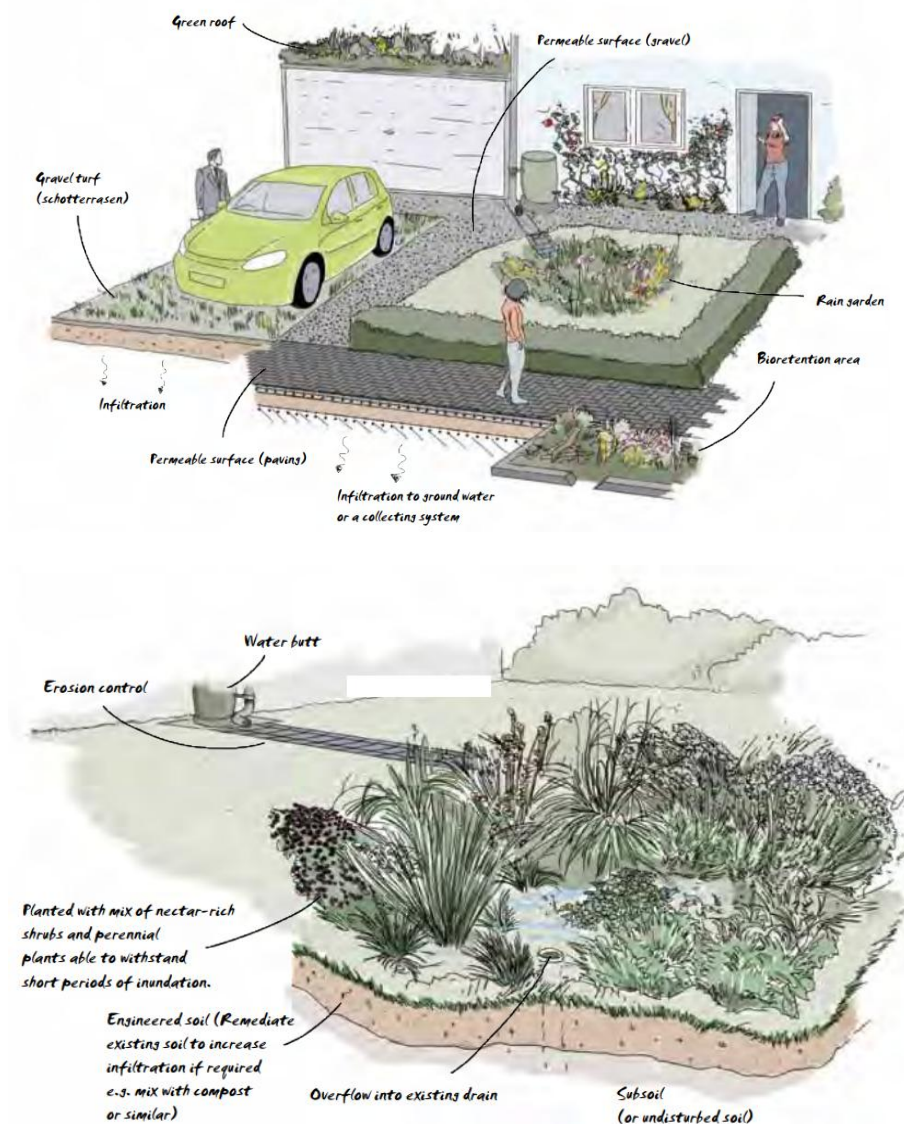 Green roof
Permeable surface (gravel)
Gravel turf
(schotterrasen)
Rain garden
Bioretention area
Infiltration
Permeable surface (paving)
Infiltration to ground water
or a collecting system
Water butt
Erosion control
Planted with mix of nectar-rich
shrubs and perennial
plants able to withstand
short periods of inundation.
Engineered soil (Remediate
existing soil to increase
infiltration if required
e.g. mix with compost
or similar)
Overflow into existing drain
Subsoil
(or undisturbed soil)